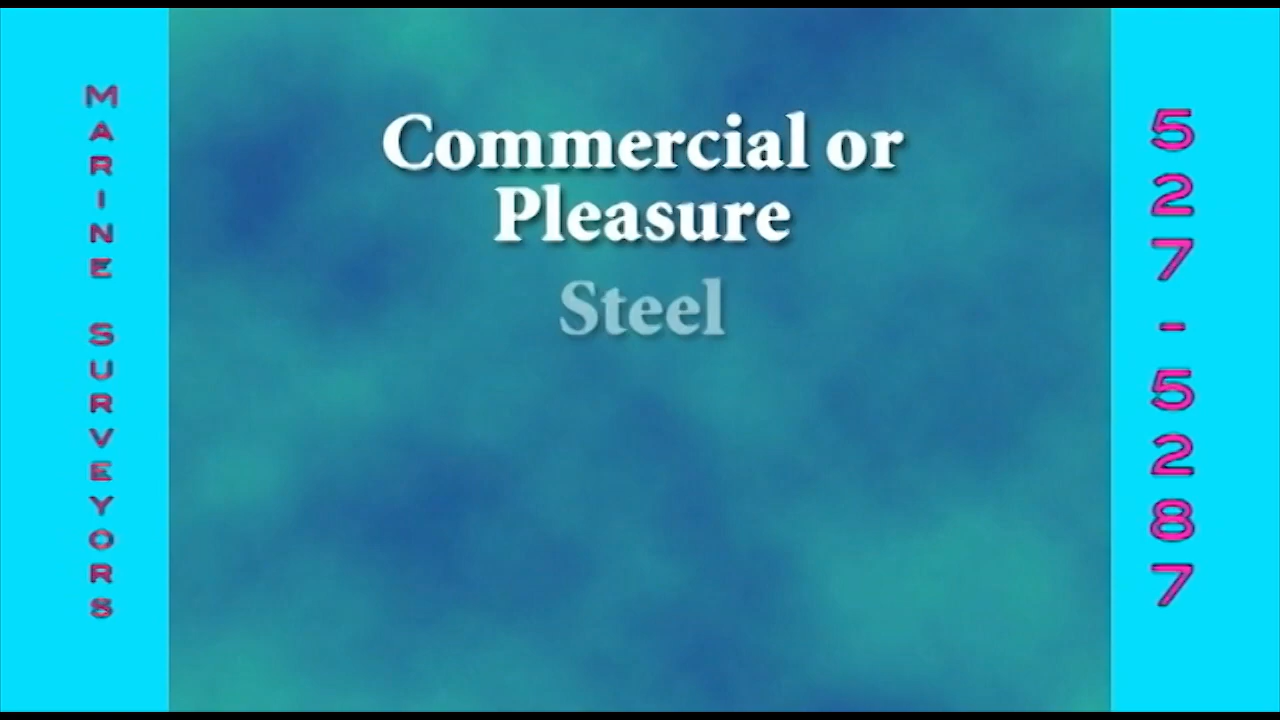 MARINE SURVEYORS
Commercial or
Pleasure
Steel
527-5287